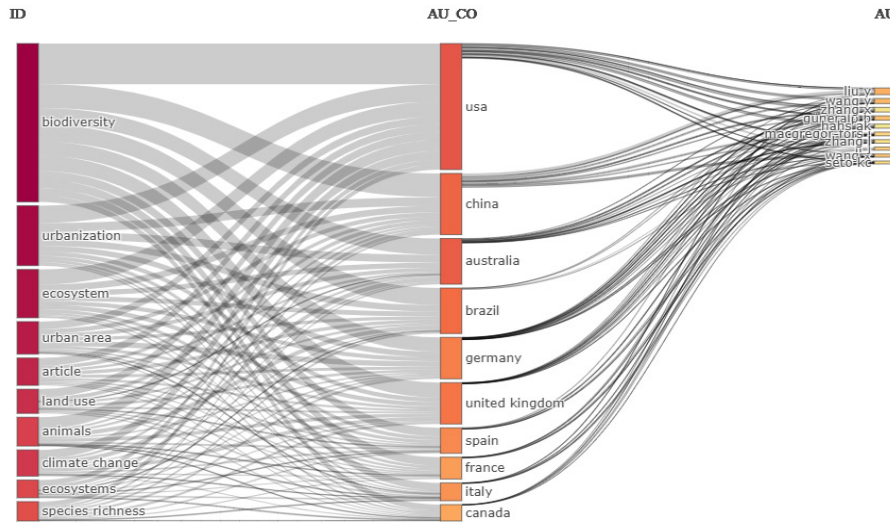 ID
AU_CO
AU
biodiversity
urbanization
ecosystem
urban area
article
land use
animals
climate change
ecosystems
species richness
usa
china
australia
brazil
germany
united kingdom
spain
france
italy
canada
liu y
wang y
zhang x
guneralp b
hahs ak
macgregor-fors i
wang x
seto kc